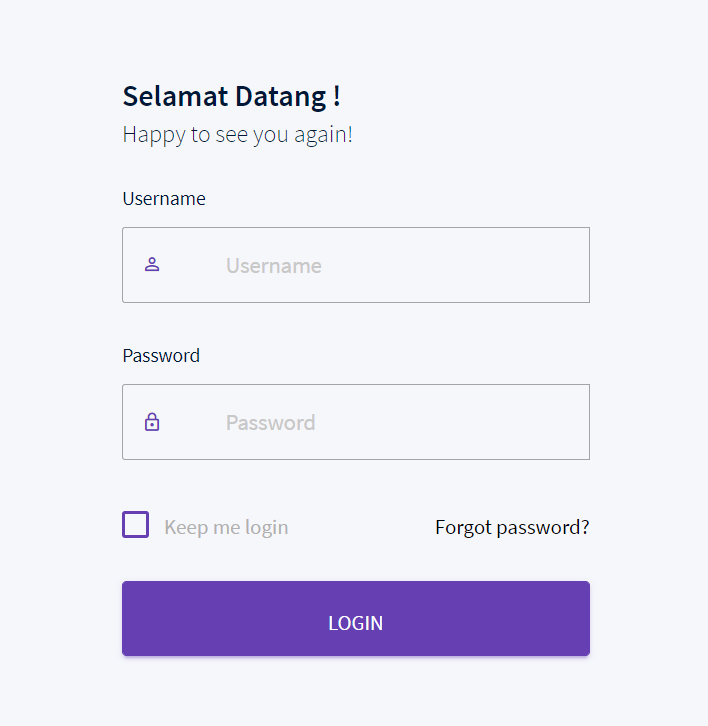 Selamat Datang !
Happy to see you again!
Username
Username
Password
Password
Keep me login
Forgot password?
LOGIN